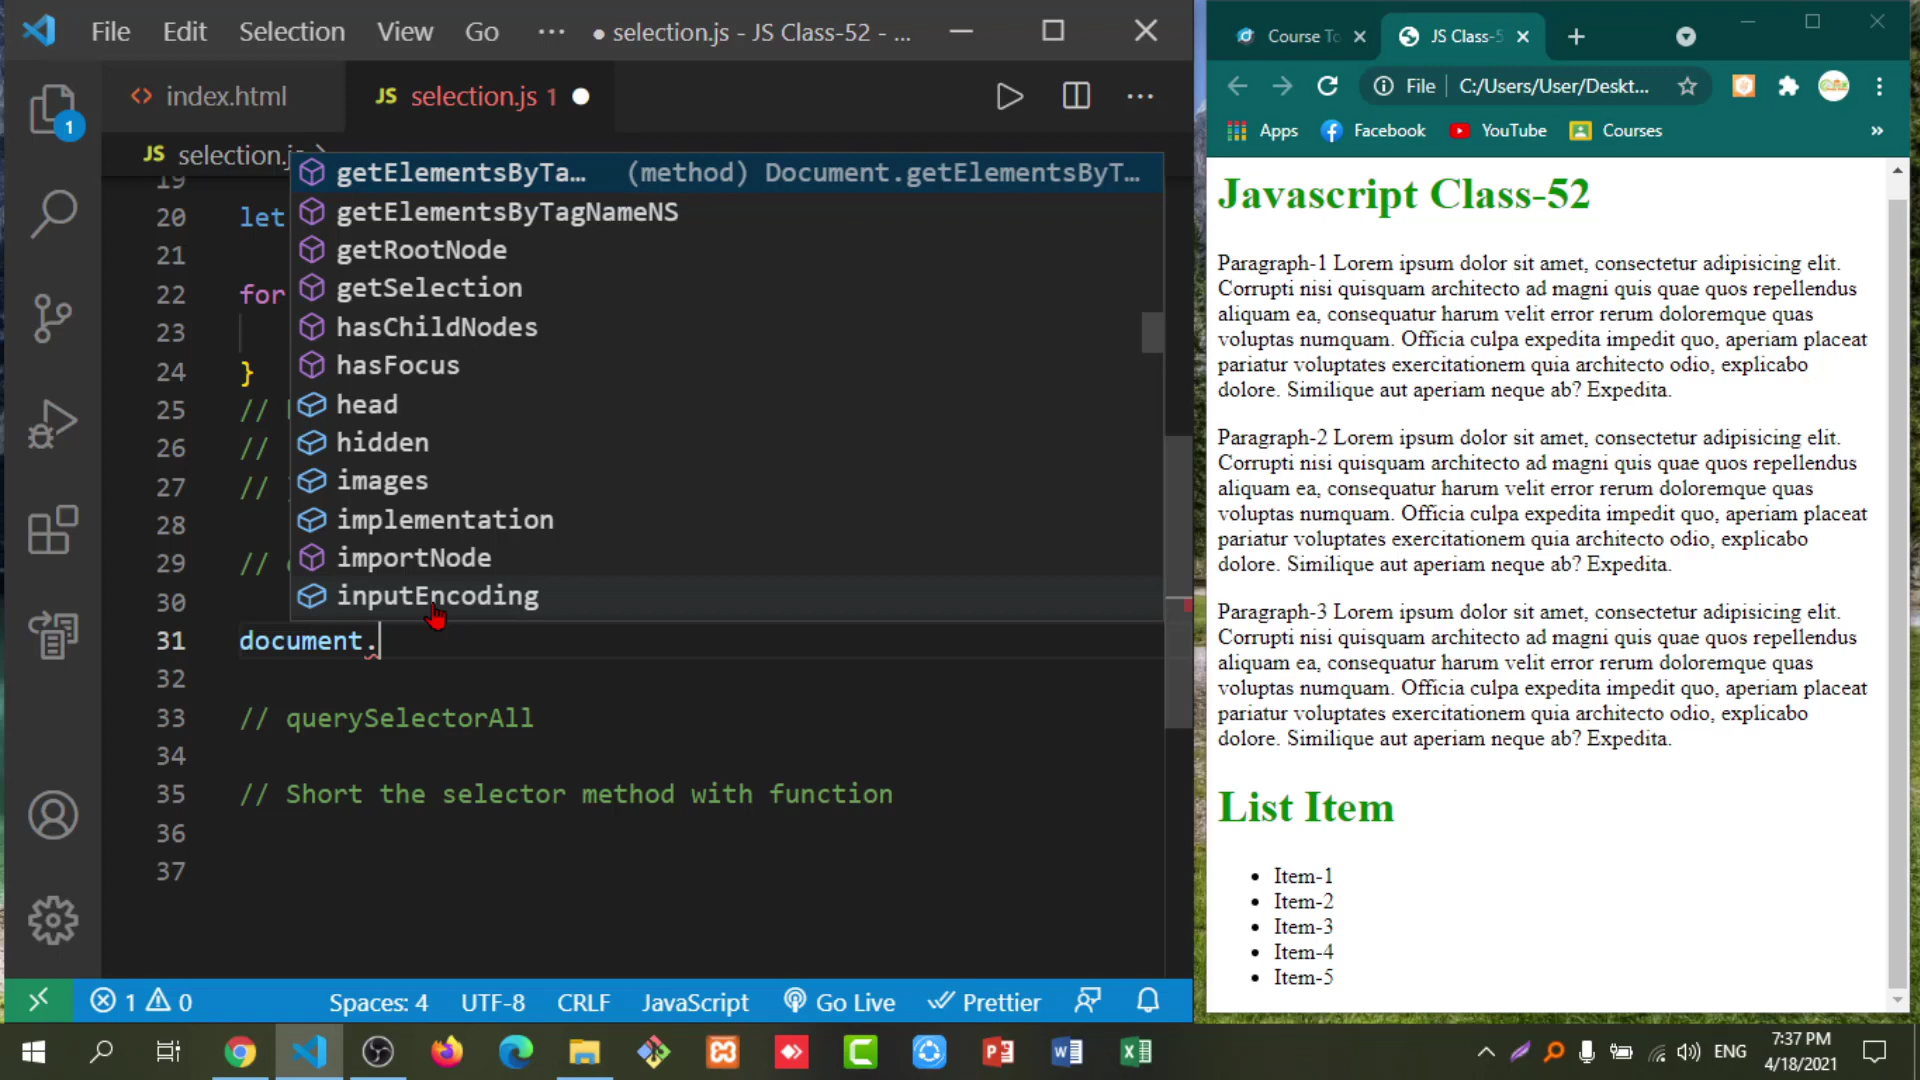 File Edit Selection View Go ··· ● selection.js - JS Class-52 - ...
<> index.html JS selection.js 1
JS selection.js
19
20 let
21
22 for
23
24 }
25 //
26 //
27 //
28
29 //
30
31 document.
32
33 // querySelectorAll
34
35 // Short the selector method with function
36
37
getElementsByTa... (method) Document.getElementsByT...
getElementsByTagNameNS
getRootNode
getSelection
hasChildNodes
hasFocus
head
hidden
images
implementation
importNode
inputEncoding
1
1 0 Spaces: 4 UTF-8 CRLF JavaScript Go Live Prettier
Course To JS Class-5
File C:/Users/User/Deskt...
Apps Facebook YouTube Courses »
Javascript Class-52
Paragraph-1 Lorem ipsum dolor sit amet, consectetur adipisicing elit.
Corrupti nisi quisquam architecto ad magni quis quae quos repellendus
aliquam ea, consequatur harum velit error rerum doloremque quas
voluptas numquam. Officia culpa expedita impedit quo, aperiam placeat
pariatur voluptates exercitationem quia architecto odio, explicabo
dolore. Similique aut aperiam neque ab? Expedita.
Paragraph-2 Lorem ipsum dolor sit amet, consectetur adipisicing elit.
Corrupti nisi quisquam architecto ad magni quis quae quos repellendus
aliquam ea, consequatur harum velit error rerum doloremque quas
voluptas numquam. Officia culpa expedita impedit quo, aperiam placeat
pariatur voluptates exercitationem quia architecto odio, explicabo
dolore. Similique aut aperiam neque ab? Expedita.
Paragraph-3 Lorem ipsum dolor sit amet, consectetur adipisicing elit.
Corrupti nisi quisquam architecto ad magni quis quae quos repellendus
aliquam ea, consequatur harum velit error rerum doloremque quas
voluptas numquam. Officia culpa expedita impedit quo, aperiam placeat
pariatur voluptates exercitationem quia architecto odio, explicabo
dolore. Similique aut aperiam neque ab? Expedita.
List Item
• Item-1
• Item-2
• Item-3
• Item-4
• Item-5
ENG 7:37 PM
4/18/2021